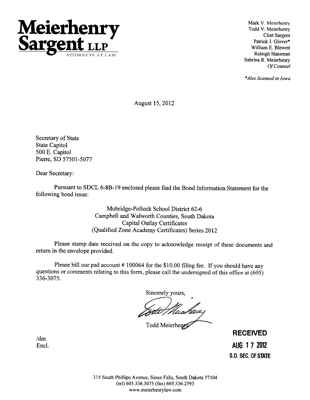 Meierhenry
Sargent LLP
ATTORNEYS AT LAW
Mark V. Meierhenry
Todd V. Meierhenry
Clint Sargent
Patrick J. Glover*
William E. Blewett
Raleigh Hansman
Sabrina R. Meierhenry
Of Counsel
*Also licensed in Iowa
August 15, 2012
Secretary of State
State Capitol
500 E. Capitol
Pierre, SD 57501-5077
Dear Secretary:
Pursuant to SDCL 6-8B-19 enclosed please find the Bond Information Statement for the
following bond issue:
Mobridge-Pollock School District 62-6
Campbell and Walworth Counties, South Dakota
Capital Outlay Certificates
(Qualified Zone Academy Certificates) Series 2012
Please stamp date received on the copy to acknowledge receipt of these documents and
return in the envelope provided.
Please bill our pad account # 100064 for the $10.00 filing fee. If you should have any
questions or comments relating to this form, please call the undersigned of this office at (605)
336-3075.
Sincerely yours,
Todd Meierhenry
/dm
Encl.
RECEIVED
AUG 17 2012
S.D. SEC. OF STATE
315 South Phillips Avenue, Sioux Falls, South Dakota 57104
(tel) 605.336.3075 (fax) 605.336.2593
www.meierhenrylaw.com